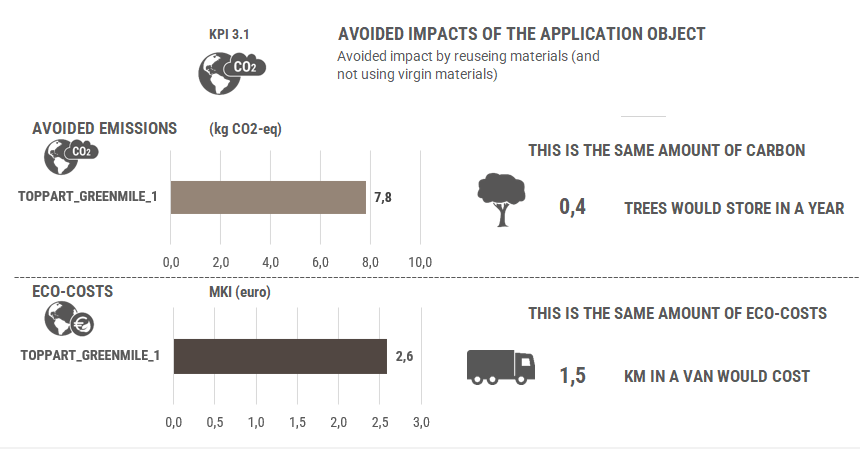 KPI 3.1
CO₂
AVOIDED IMPACTS OF THE APPLICATION OBJECT
Avoided impact by reuseing materials (and
not using virgin materials)
AVOIDED EMISSIONS
(kg CO2-eq)
CO₂
TOPPART_GREENMILE_1
7,8
0,0 2,0 4,0 6,0 8,0 10,0
THIS IS THE SAME AMOUNT OF CARBON
0,4 TREES WOULD STORE IN A YEAR
ECO-COSTS
MKI (euro)
€
TOPPART_GREENMILE_1
2,6
0,0 0,5 1,0 1,5 2,0 2,5 3,0
THIS IS THE SAME AMOUNT OF ECO-COSTS
1,5 KM IN A VAN WOULD COST